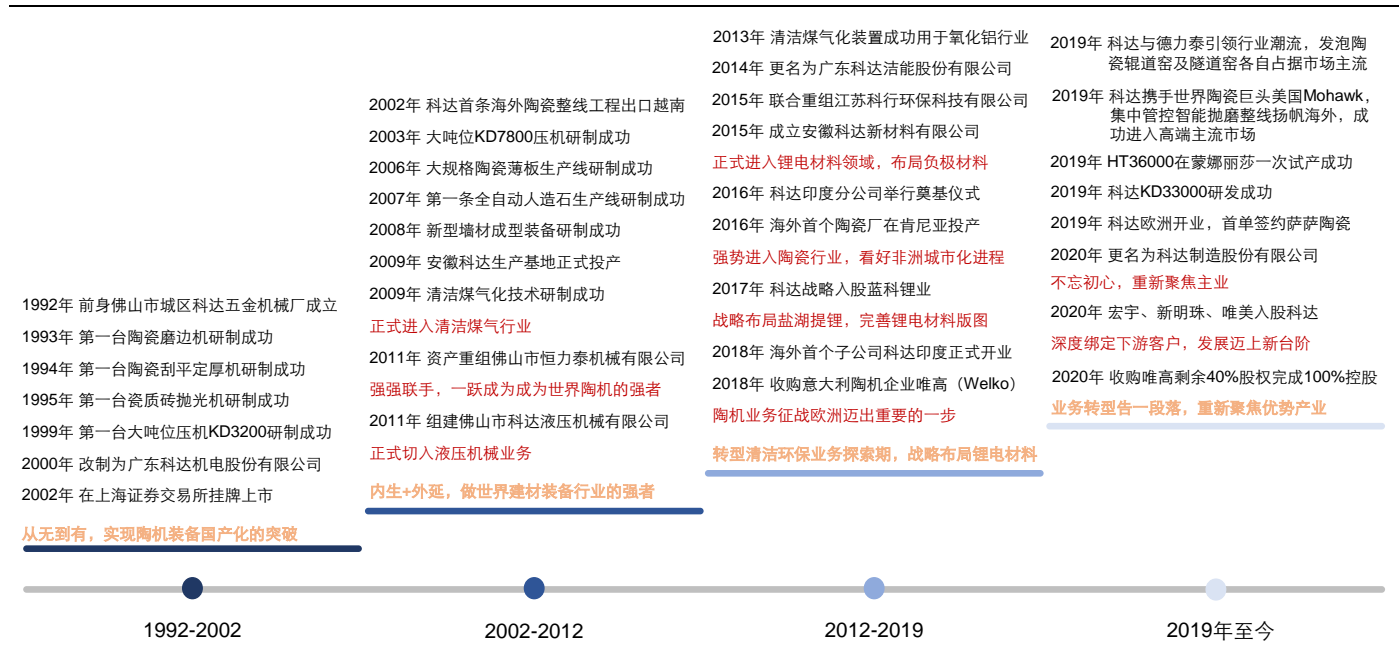 1992年 前身佛山市城区科达五金机械厂成立
1993年 第一台陶瓷磨边机研制成功
1994年 第一台陶瓷刮平定厚机研制成功
1995年 第一台瓷质砖抛光机研制成功
1999年 第一台大吨位压机KD3200研制成功
2000年 改制为广东科达机电股份有限公司
2002年 在上海证券交易所挂牌上市
从无到有，实现陶机装备国产化的突破
2002年 科达首条海外陶瓷整线工程出口越南
2003年 大吨位KD7800压机研制成功
2006年 大规格陶瓷薄板生产线研制成功
2007年 第一条全自动人造石生产线研制成功
2008年 新型墙材成型装备研制成功
2009年 安徽科达生产基地正式投产
2009年 清洁煤气化技术研制成功
正式进入清洁煤气行业
2011年 资产重组佛山市恒力泰机械有限公司
强强联手，一跃成为成为世界陶机的强者
2011年 组建佛山市科达液压机械有限公司
正式切入液压机械业务
内生+外延，做世界建材装备行业的强者
2013年 清洁煤气化装置成功用于氧化铝行业
2014年 更名为广东科达洁能股份有限公司
2015年 联合重组江苏科行环保科技有限公司
2015年 成立安徽科达新材料有限公司
正式进入锂电材料领域，布局负极材料
2016年 科达印度分公司举行奠基仪式
2016年 海外首个陶瓷厂在肯尼亚投产
强势进入陶瓷行业，看好非洲城市化进程
2017年 科达战略入股蓝科锂业
战略布局盐湖提锂，完善锂电材料版图
2018年 海外首个子公司科达印度正式开业
2018年 收购意大利陶机企业唯高（Welko）
陶机业务征战欧洲迈出重要的一步
转型清洁环保业务探索期，战略布局锂电材料
2019年 科达与德力泰引领行业潮流，发泡陶
瓷辊道窑及隧道窑各自占据市场主流
2019年 科达携手世界陶瓷巨头美国Mohawk，
集中管控智能抛磨整线扬帆海外，成
功进入高端主流市场
2019年 HT36000在蒙娜丽莎一次试产成功
2019年 科达KD33000研发成功
2019年 科达欧洲开业，首单签约萨萨陶瓷
2020年 更名为科达制造股份有限公司
不忘初心，重新聚焦主业
2020年 宏宇、新明珠、唯美入股科达
深度绑定下游客户，发展迈上新台阶
2020年 收购唯高剩余40%股权完成100%控股
业务转型告一段落，重新聚焦优势产业
1992-2002
2002-2012
2012-2019
2019年至今